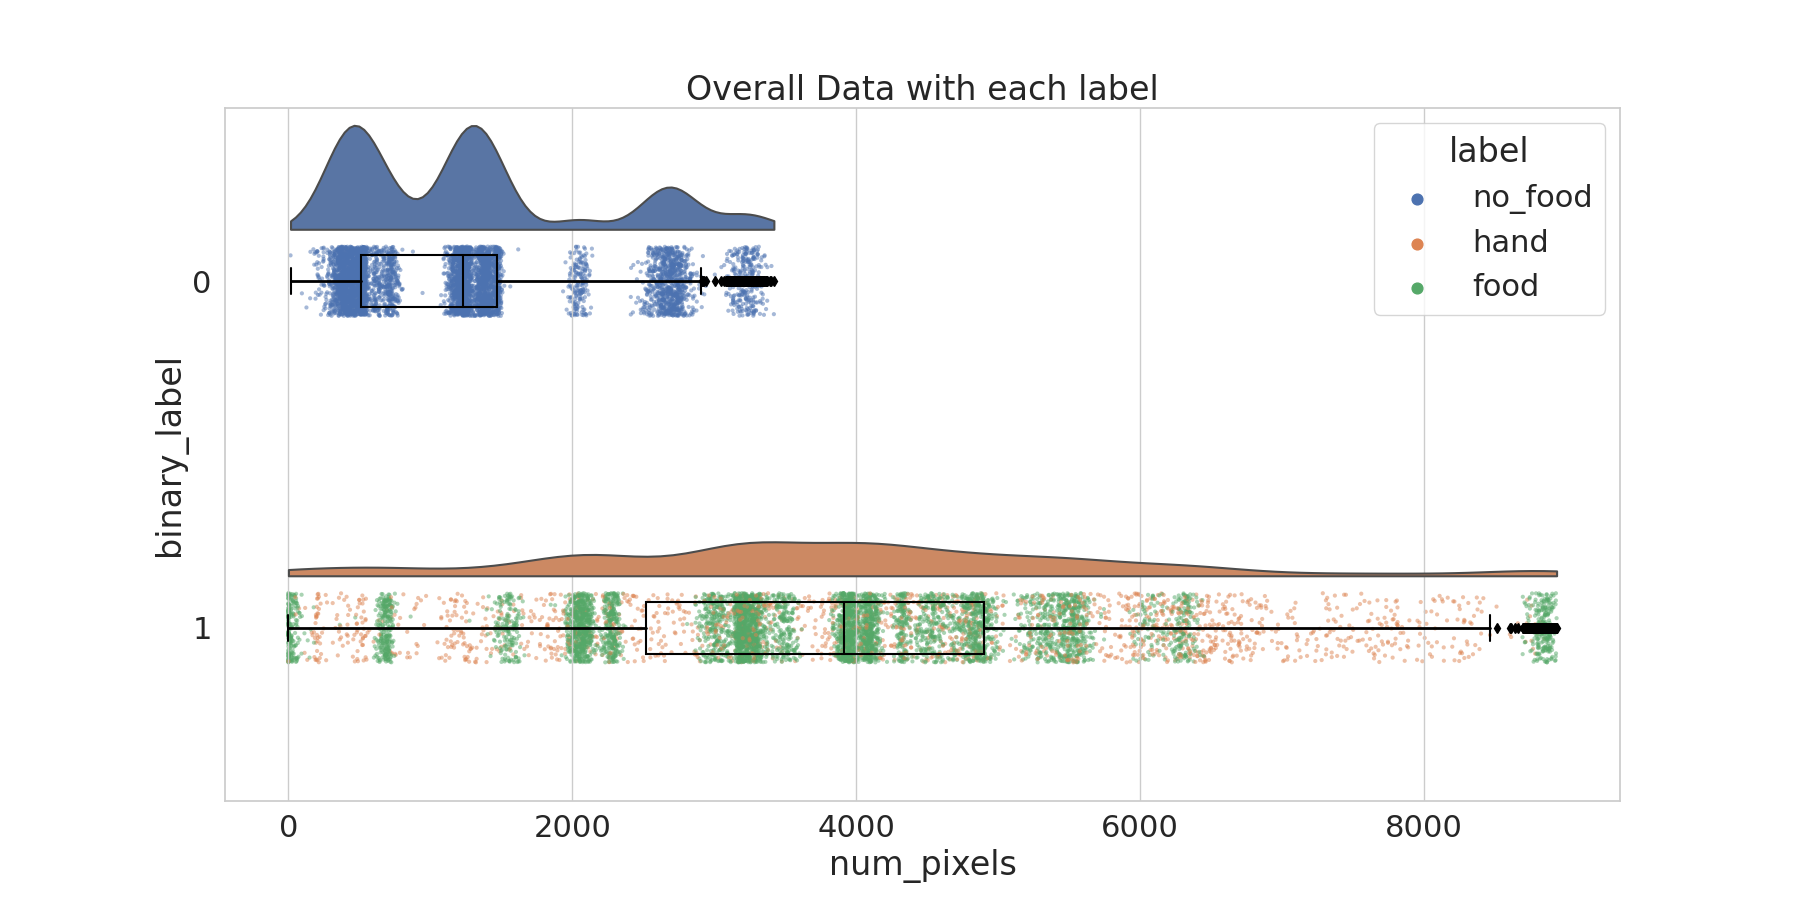 Overall Data with each label
label
no_food
hand
food
0
1
binary_label
0 2000 4000 6000 8000
num_pixels